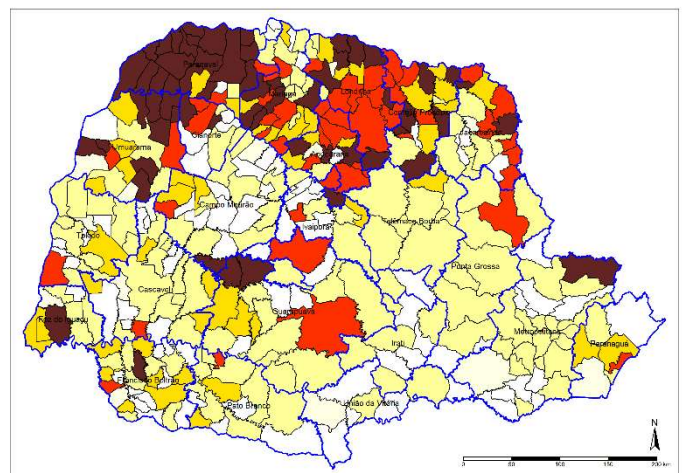 Paranavaí
Londrina
Maringá
Cornélio Procópio
Jacarezinho
Cianorte
Umuarama
Apucarana
Campo Mourão
Ivaiporã
Telêmaco Borba
Toledo
Ponta Grossa
Cascavel
Guarapuava
Foz do Iguaçu
Metropolitana
Irati
Paranaguá
Francisco Beltrão
Pato Branco
União da Vitória
N
0 50 100 150 200 km